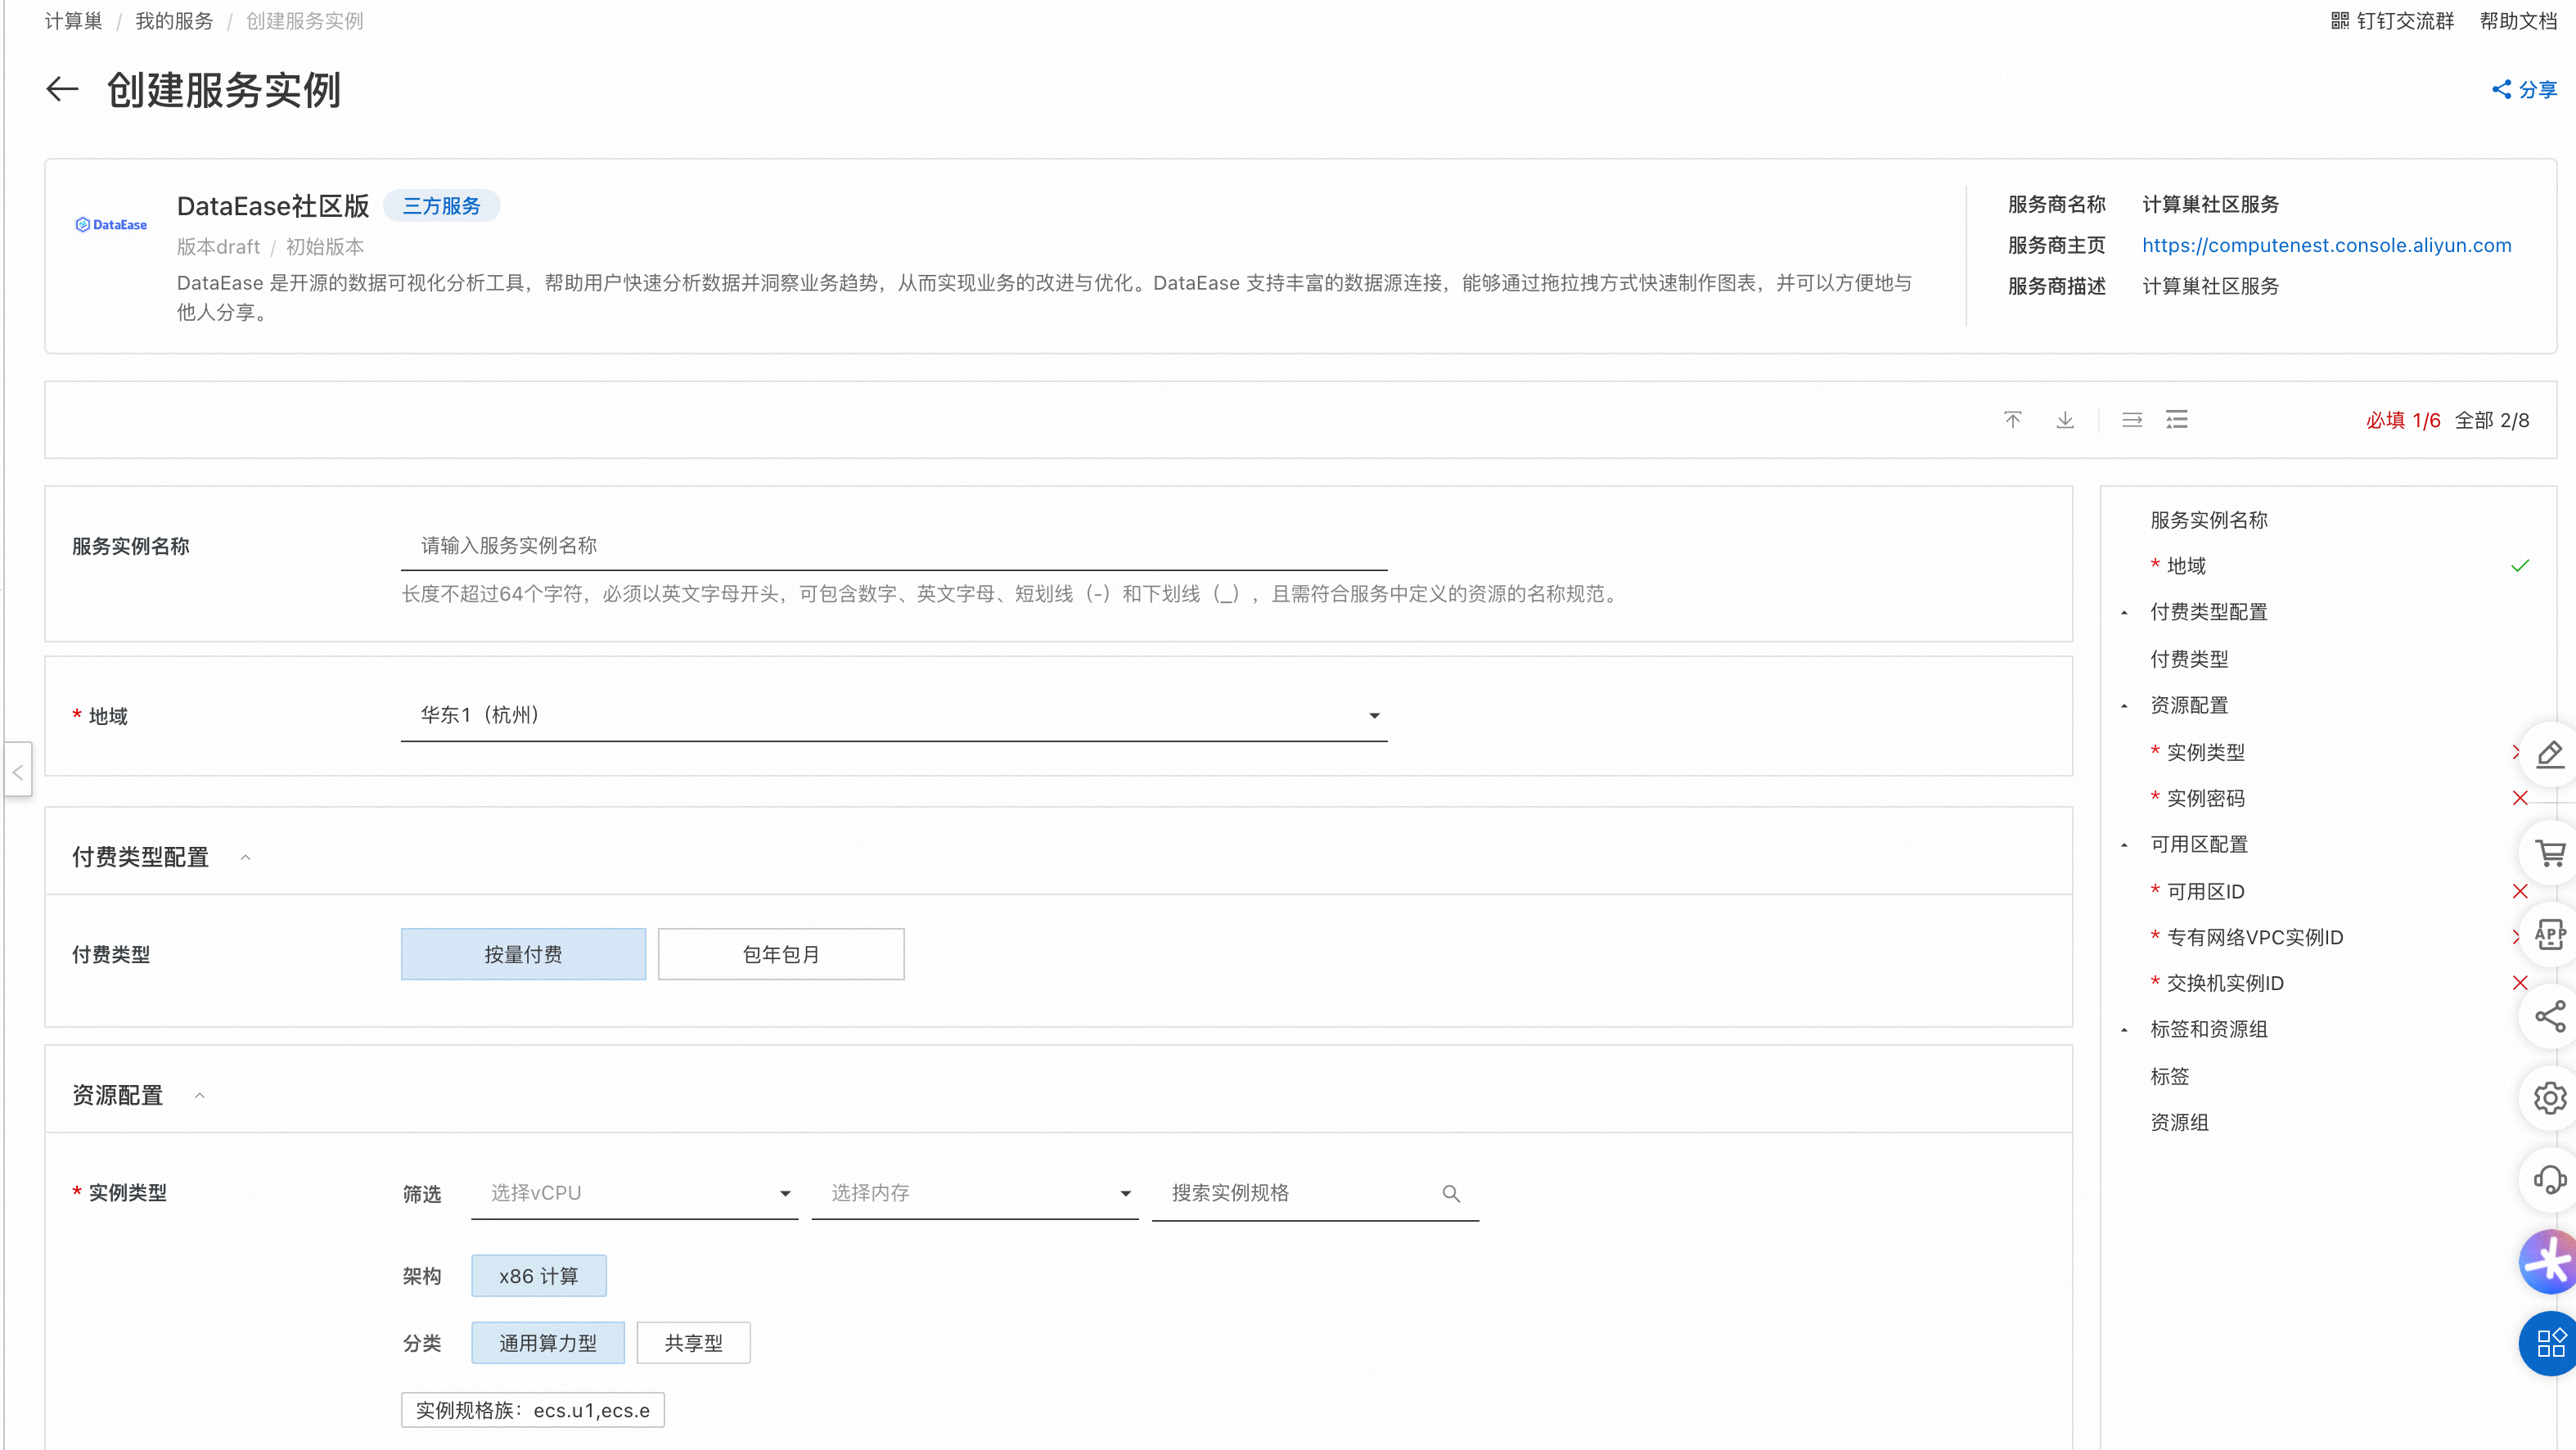 计算巢 / 我的服务 / 创建服务实例
钉钉交流群 帮助文档
创建服务实例
分享
DataEase
DataEase社区版 三方服务
版本draft / 初始版本
DataEase 是开源的数据可视化分析工具，帮助用户快速分析数据并洞察业务趋势，从而实现业务的改进与优化。DataEase 支持丰富的数据源连接，能够通过拖拉拽方式快速制作图表，并可以方便地与
他人分享。
服务商名称 计算巢社区服务
服务商主页 https://computenest.console.aliyun.com
服务商描述 计算巢社区服务
必填 1/6 全部 2/8
服务实例名称 请输入服务实例名称
长度不超过64个字符，必须以英文字母开头，可包含数字、英文字母、短划线（-）和下划线（_），且需符合服务中定义的资源的名称规范。
* 地域 华东1（杭州）
付费类型配置
付费类型 按量付费 包年包月
资源配置
* 实例类型 筛选 选择vCPU 选择内存 搜索实例规格
架构 x86 计算
分类 通用算力型 共享型
实例规格族：ecs.u1,ecs.e
服务实例名称
* 地域
付费类型配置
付费类型
资源配置
* 实例类型
* 实例密码
可用区配置
* 可用区ID
* 专有网络VPC实例ID
* 交换机实例ID
标签和资源组
标签
资源组
APP